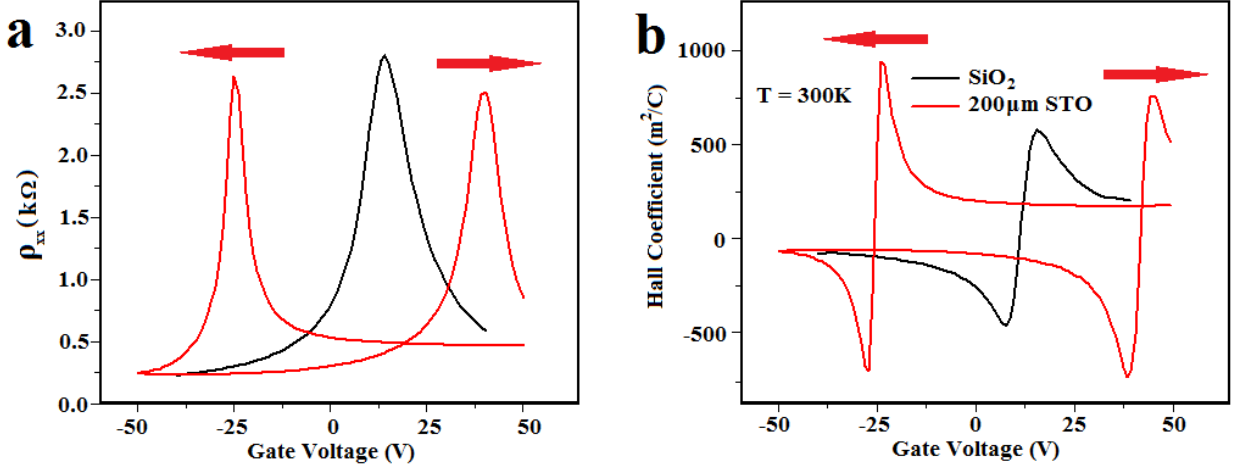 a
3.0
2.5
2.0
1.5
1.0
0.5
0.0
ρxx (kΩ)
-50
-25
0
25
50
Gate Voltage (V)
b
1000
500
0
-500
Hall Coefficient (m²/C)
SiO₂
T = 300K
200μm STO
-50
-25
0
25
50
Gate Voltage (V)